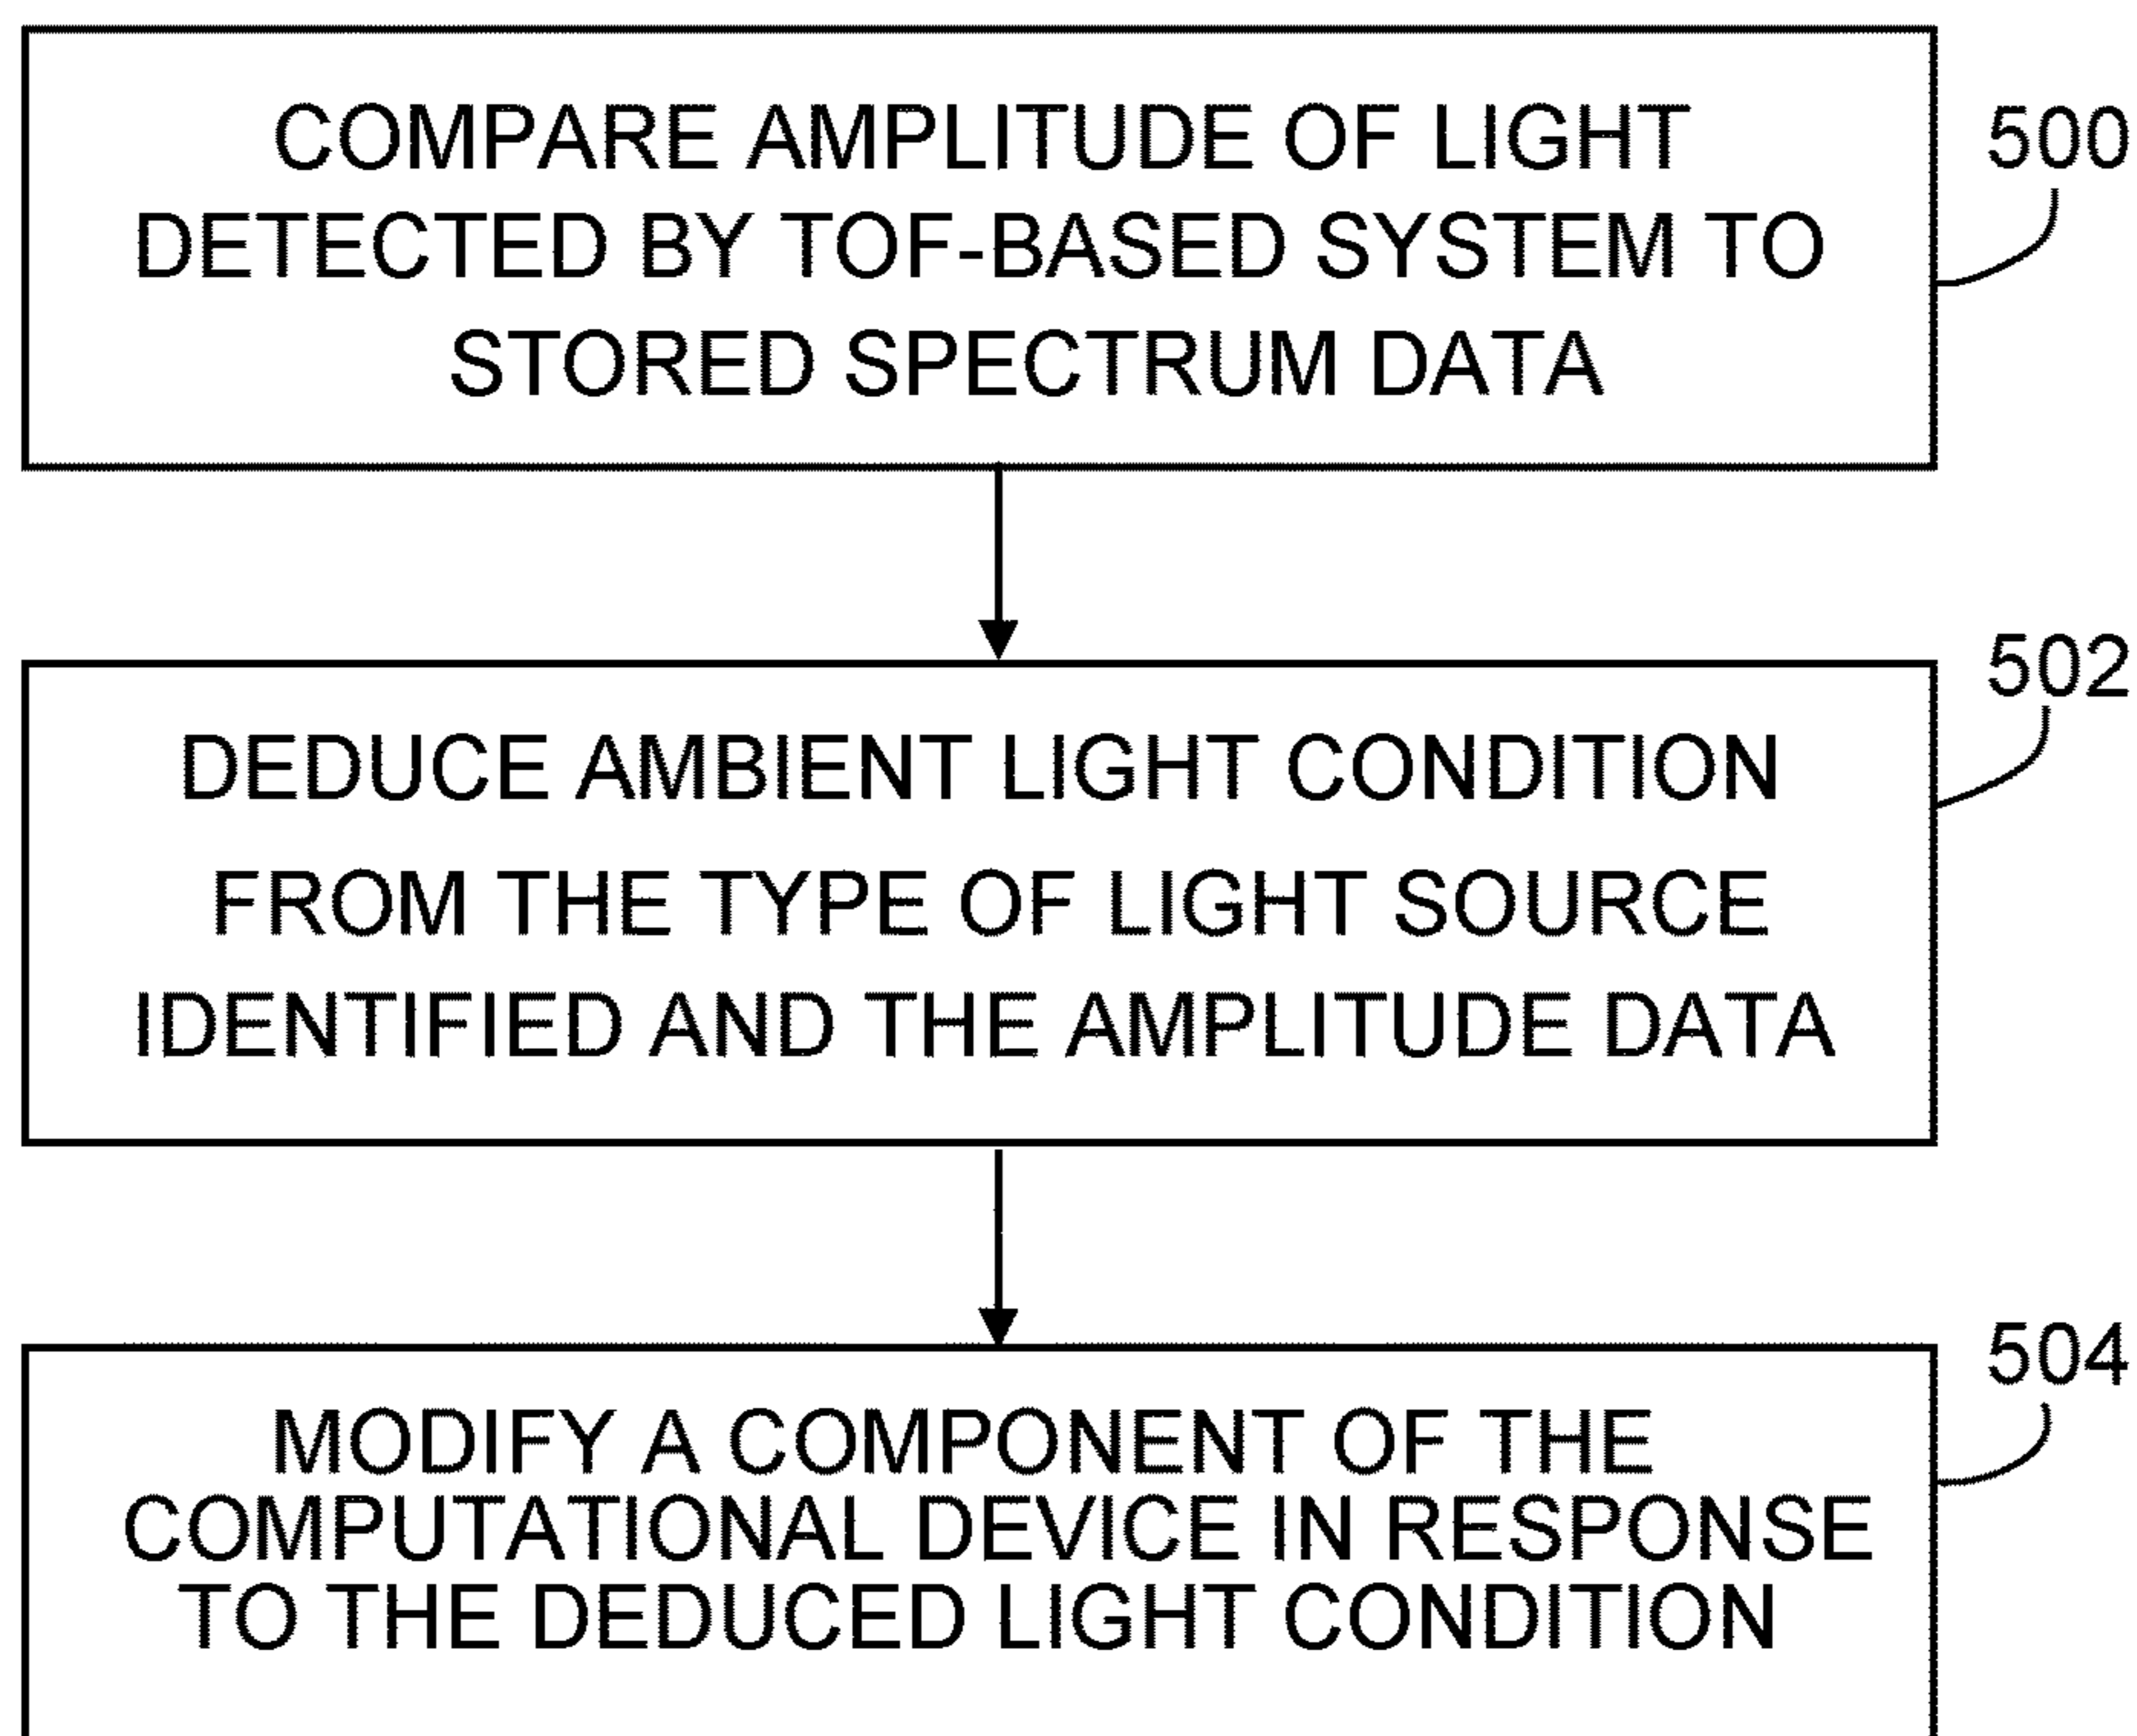 COMPARE AMPLITUDE OF LIGHT
DETECTED BY TOF-BASED SYSTEM TO
STORED SPECTRUM DATA
500
DEDUCE AMBIENT LIGHT CONDITION
FROM THE TYPE OF LIGHT SOURCE
IDENTIFIED AND THE AMPLITUDE DATA
502
MODIFY A COMPONENT OF THE
COMPUTATIONAL DEVICE IN RESPONSE
TO THE DEDUCED LIGHT CONDITION
504